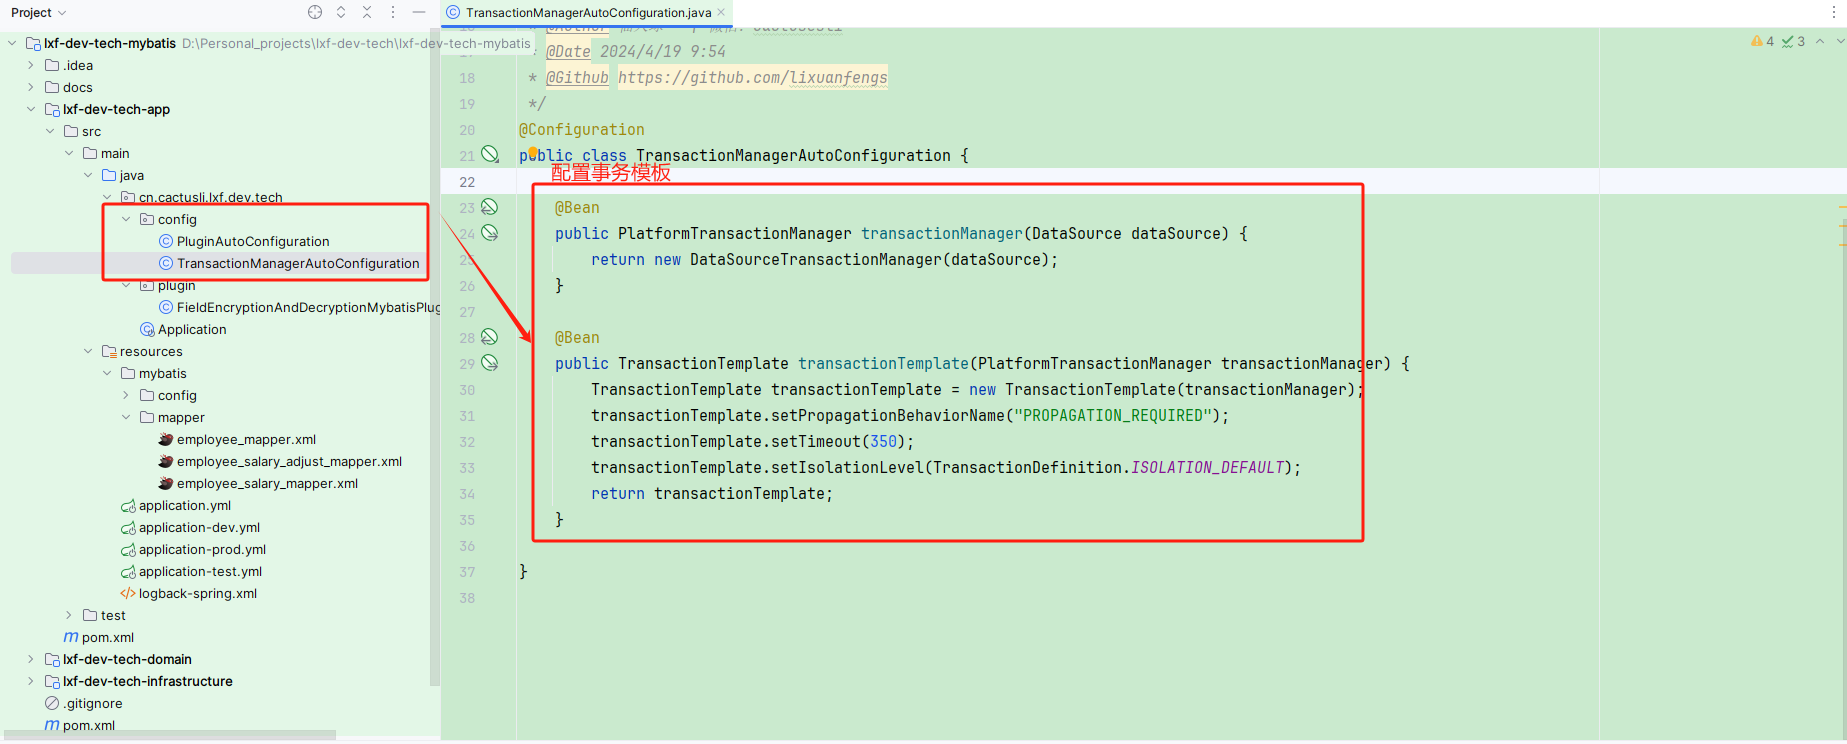 Project
TransactionManagerAutoConfiguration.java
lxf-dev-tech-mybatis D:\Personal_projects\lxf-dev-tech\lxf-dev-tech-mybatis
.idea
docs
lxf-dev-tech-app
src
main
java
cn.cactusli.lxf.dev.tech
config
PluginAutoConfiguration
TransactionManagerAutoConfiguration
plugin
FieldEncryptionAndDecryptionMybatisPlug
Application
resources
mybatis
config
mapper
employee_mapper.xml
employee_salary_adjust_mapper.xml
employee_salary_mapper.xml
application.yml
application-dev.yml
application-prod.yml
application-test.yml
logback-spring.xml
test
pom.xml
lxf-dev-tech-domain
lxf-dev-tech-infrastructure
.gitignore
pom.xml
4 3
@Date 2024/4/19 9:54
18 * @Github https://github.com/lixuanfengs
19 */
20 @Configuration
21 public class TransactionManagerAutoConfiguration {
配置事务模板
22
23 @Bean
24 public PlatformTransactionManager transactionManager(DataSource dataSource) {
25 return new DataSourceTransactionManager(dataSource);
26 }
27
28 @Bean
29 public TransactionTemplate transactionTemplate(PlatformTransactionManager transactionManager) {
30 TransactionTemplate transactionTemplate = new TransactionTemplate(transactionManager);
31 transactionTemplate.setPropagationBehaviorName("PROPAGATION_REQUIRED");
32 transactionTemplate.setTimeout(350);
33 transactionTemplate.setIsolationLevel(TransactionDefinition.ISOLATION_DEFAULT);
34 return transactionTemplate;
35 }
36
37 }
38